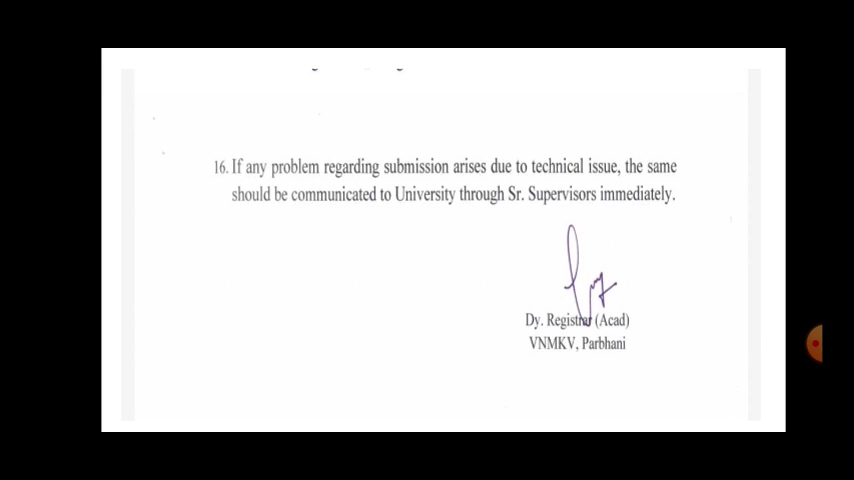 16. If any problem regarding submission arises due to technical issue, the same
should be communicated to University through Sr. Supervisors immediately.
Dy. Registrar (Acad)
VNMKV, Parbhani